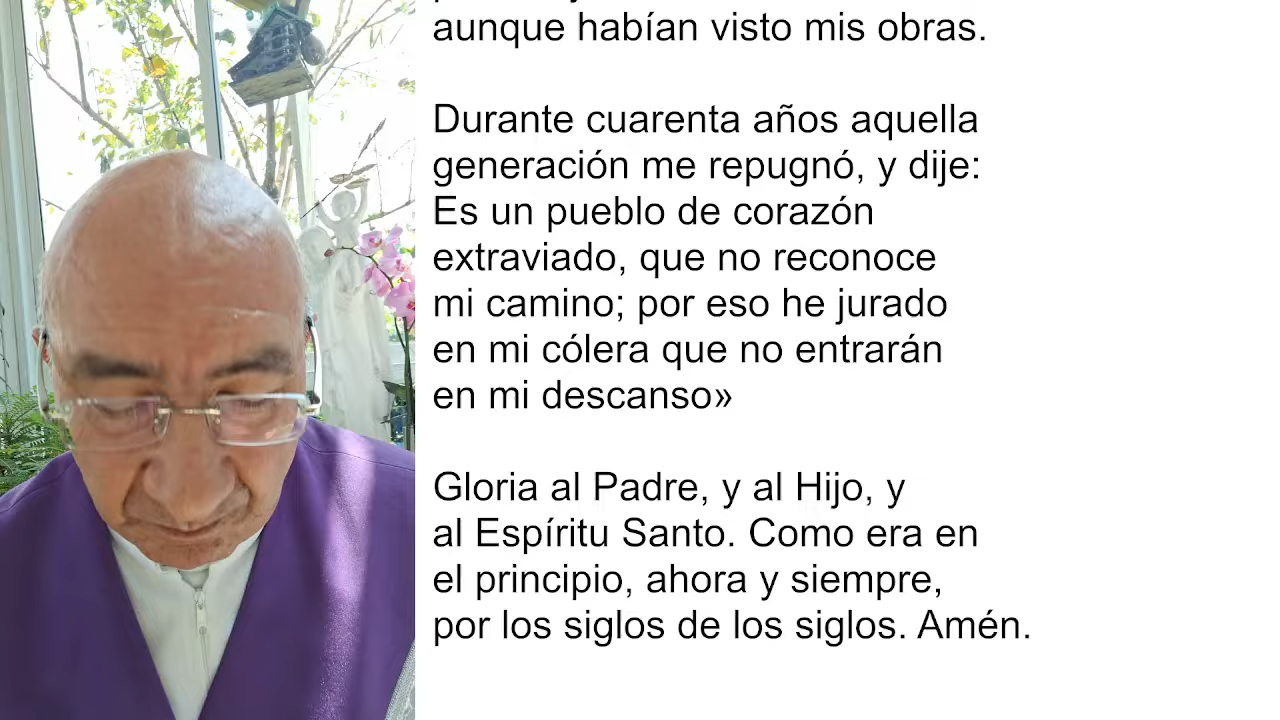 aunque habían visto mis obras.
Durante cuarenta años aquella
generación me repugnó, y dije:
Es un pueblo de corazón
extraviado, que no reconoce
mi camino; por eso he jurado
en mi cólera que no entrarán
en mi descanso»
Gloria al Padre, y al Hijo, y
al Espíritu Santo. Como era en
el principio, ahora y siempre,
por los siglos de los siglos. Amén.